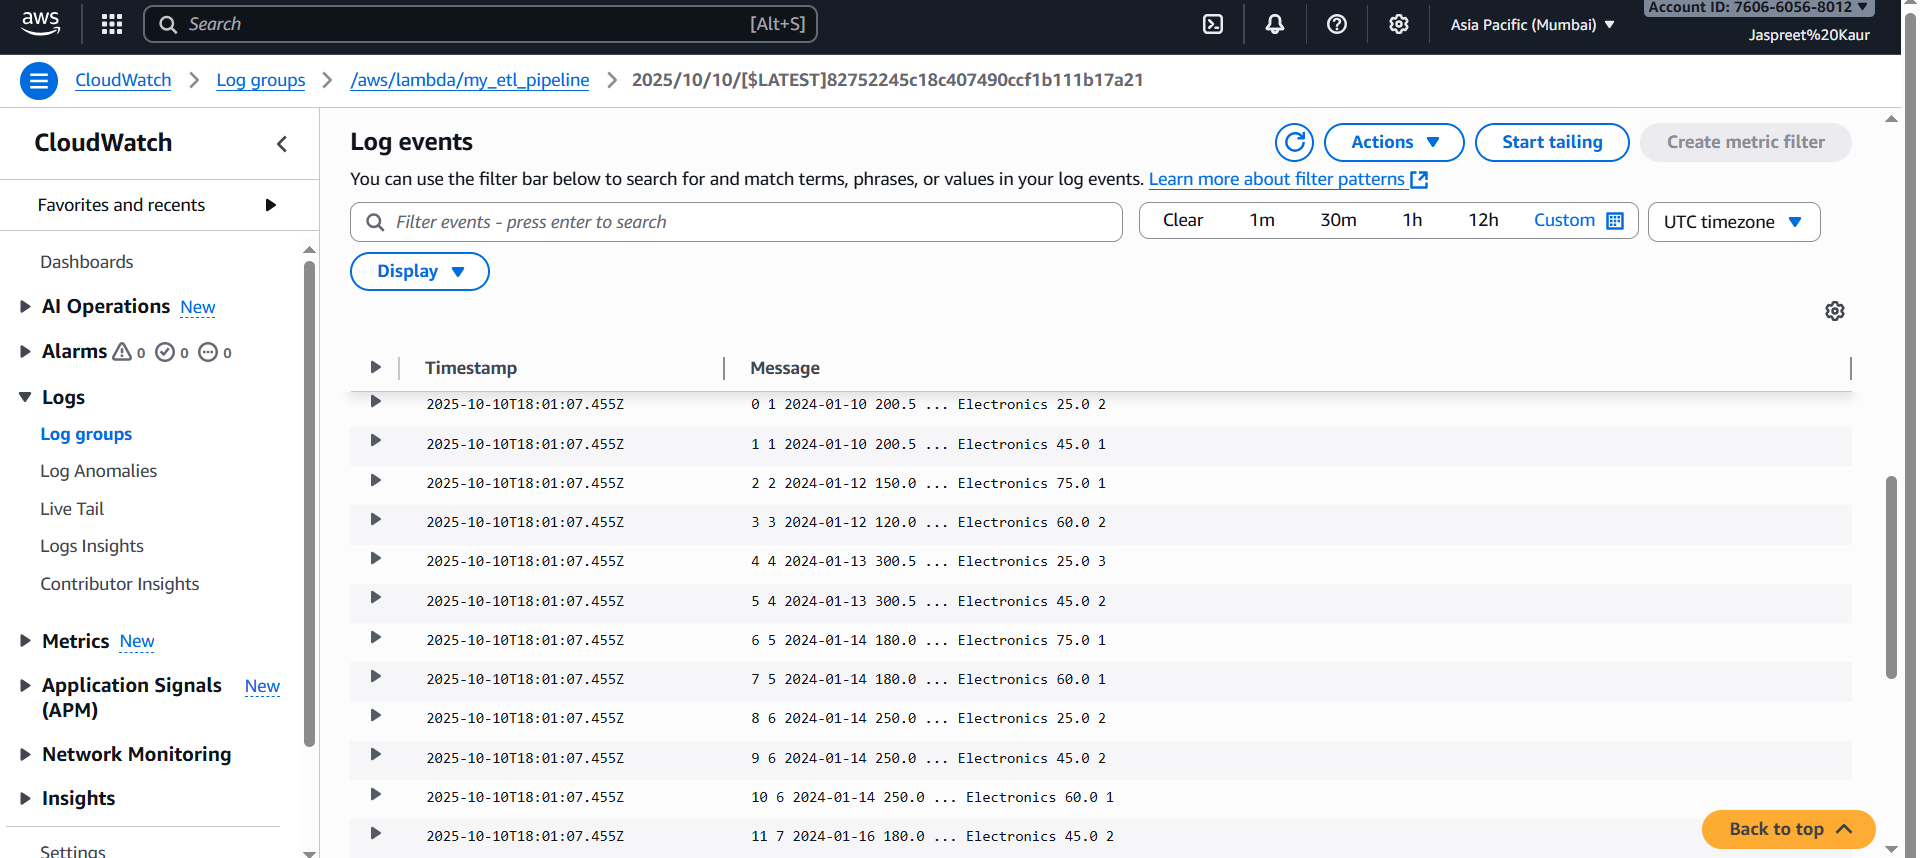 aws
Search [Alt+S]
Asia Pacific (Mumbai)
Account ID: 7606-6056-8012
Jaspreet%20Kaur
CloudWatch
Log groups
/aws/lambda/my_etl_pipeline
2025/10/10/[$LATEST]82752245c18c407490ccf1b111b17a21
CloudWatch
Favorites and recents
Dashboards
AI Operations New
Alarms 0 0 0
Logs
Log groups
Log Anomalies
Live Tail
Logs Insights
Contributor Insights
Metrics New
Application Signals New
(APM)
Network Monitoring
Insights
Settings
Log events
Actions
Start tailing
Create metric filter
You can use the filter bar below to search for and match terms, phrases, or values in your log events. Learn more about filter patterns
Filter events - press enter to search
Clear 1m 30m 1h 12h Custom
UTC timezone
Display
Timestamp Message
2025-10-10T18:01:07.455Z 0 1 2024-01-10 200.5 ... Electronics 25.0 2
2025-10-10T18:01:07.455Z 1 1 2024-01-10 200.5 ... Electronics 45.0 1
2025-10-10T18:01:07.455Z 2 2 2024-01-12 150.0 ... Electronics 75.0 1
2025-10-10T18:01:07.455Z 3 3 2024-01-12 120.0 ... Electronics 60.0 2
2025-10-10T18:01:07.455Z 4 4 2024-01-13 300.5 ... Electronics 25.0 3
2025-10-10T18:01:07.455Z 5 4 2024-01-13 300.5 ... Electronics 45.0 2
2025-10-10T18:01:07.455Z 6 5 2024-01-14 180.0 ... Electronics 75.0 1
2025-10-10T18:01:07.455Z 7 5 2024-01-14 180.0 ... Electronics 60.0 1
2025-10-10T18:01:07.455Z 8 6 2024-01-14 250.0 ... Electronics 25.0 2
2025-10-10T18:01:07.455Z 9 6 2024-01-14 250.0 ... Electronics 45.0 2
2025-10-10T18:01:07.455Z 10 6 2024-01-14 250.0 ... Electronics 60.0 1
2025-10-10T18:01:07.455Z 11 7 2024-01-16 180.0 ... Electronics 45.0 2
Back to top